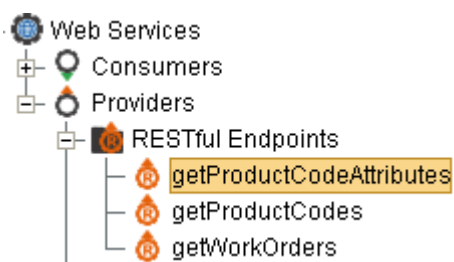 Web Services
Consumers
Providers
RESTful Endpoints
getProductCodeAttributes
getProductCodes
getWorkOrders